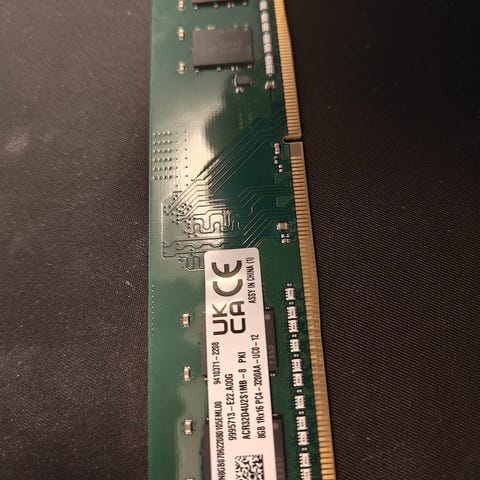 UK
CA CE
ASSY IN CHINA (1)
9410371-2208
9995713-E22.A00G
ACR32D4U2S1MB-8 PKI
8GB 1Rx16 PC4-3200AA-UC0-12